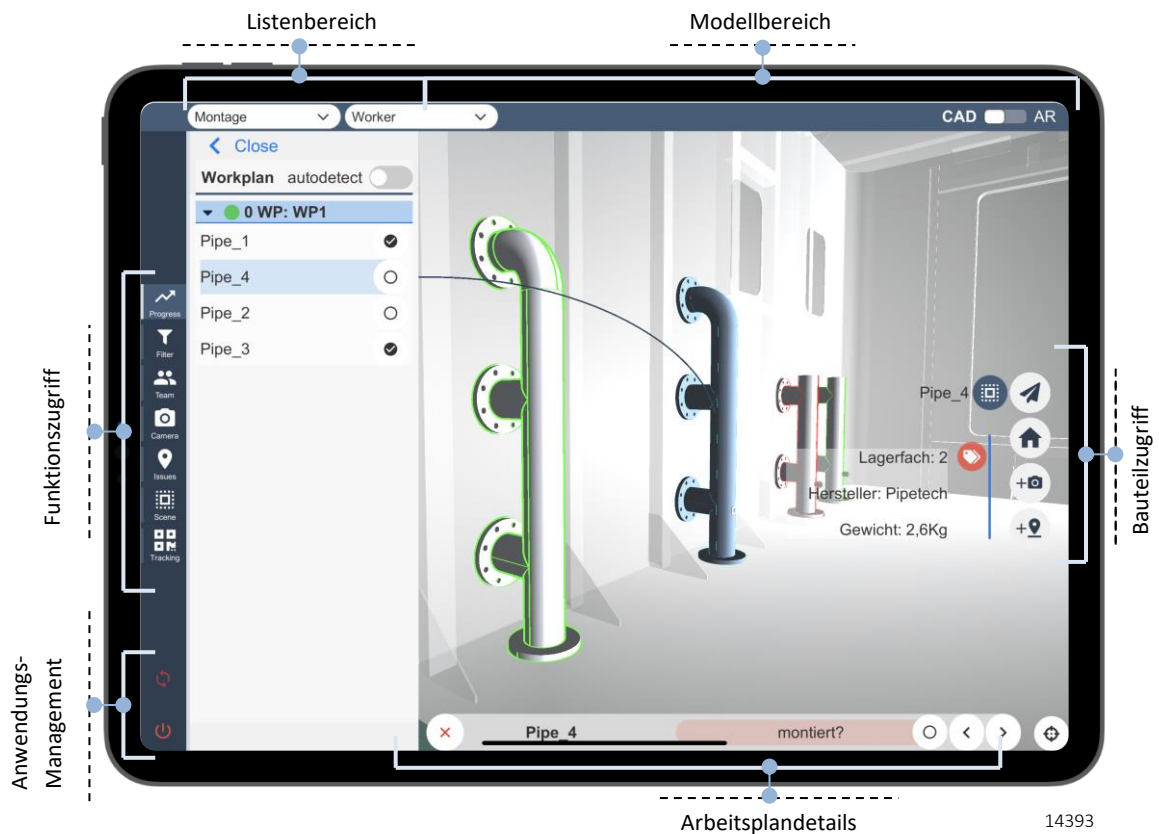 Listenbereich
Modellbereich
Montage
Worker
CAD
AR
Close
Workplan autodetect
0 WP: WP1
Pipe_1
Pipe_4
Pipe_2
Pipe_3
Funktionszugriff
Progress
Filter
Team
Camera
Issues
Scene
Tracking
Anwendungs-
Management
Pipe_4
Lagerfach: 2
Hersteller: Pipetech
Gewicht: 2,6Kg
Bauteilzugriff
Pipe_4
montiert?
Arbeitsplandetails
14393